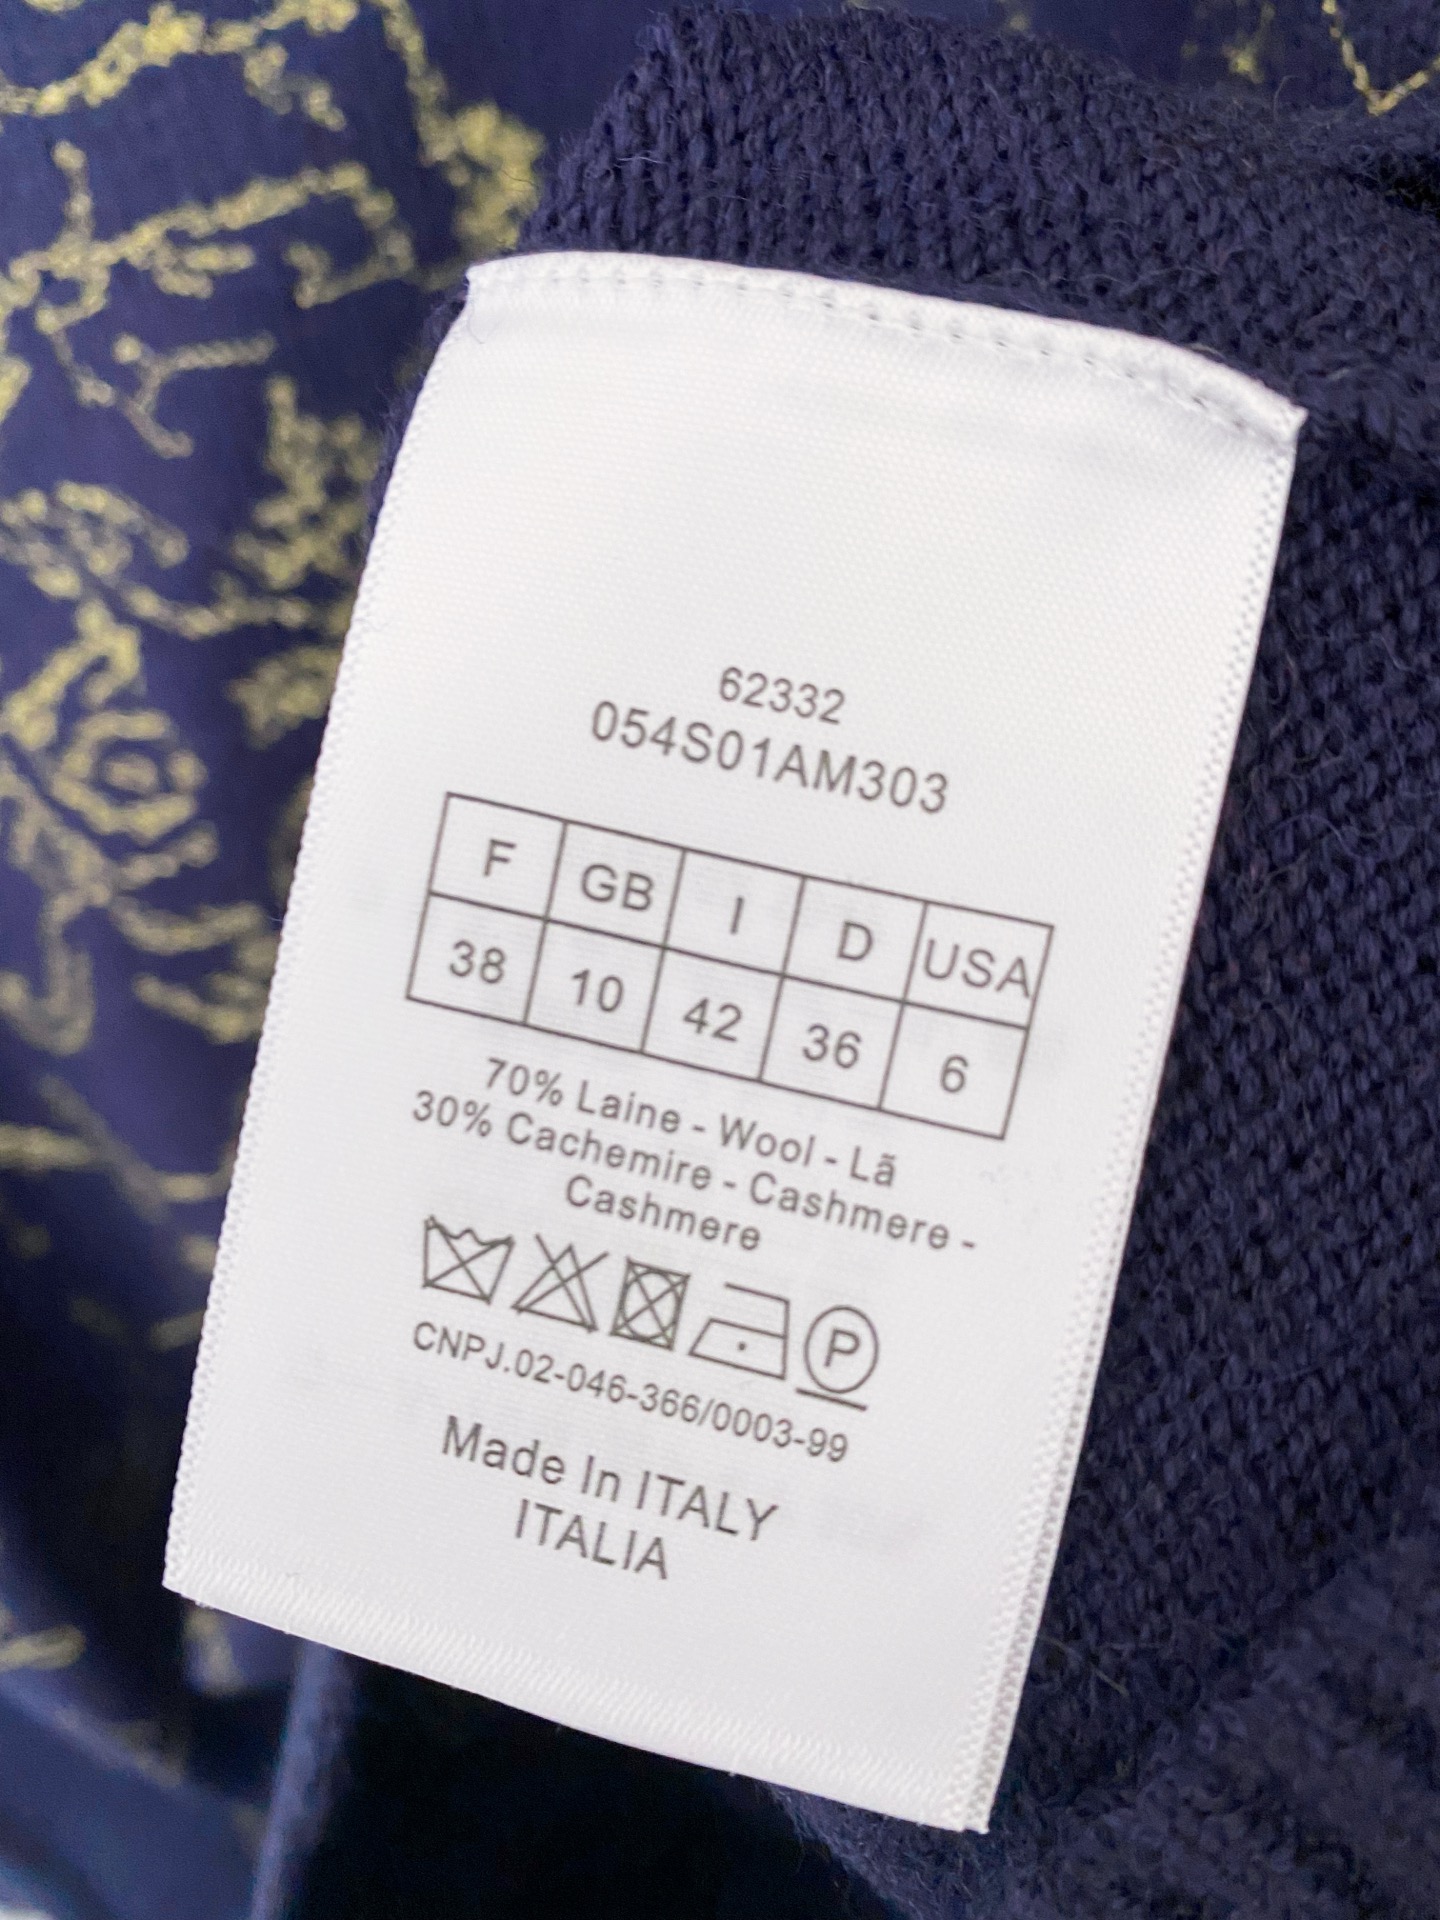 62332
054S01AM303
F GB I D USA
38 10 42 36 6
70% Laine - Wool - Lã
30% Cachemire - Cashmere -
Cashmere
P
CNPJ.02-046-366/0003-99
Made In ITALY
ITALIA